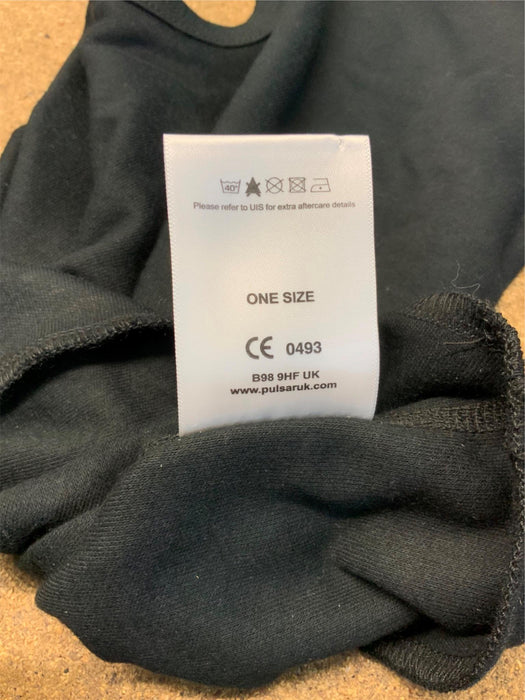 40°
Please refer to UIS for extra aftercare details
ONE SIZE
CE 0493
B98 9HF UK
www.pulsaruk.com